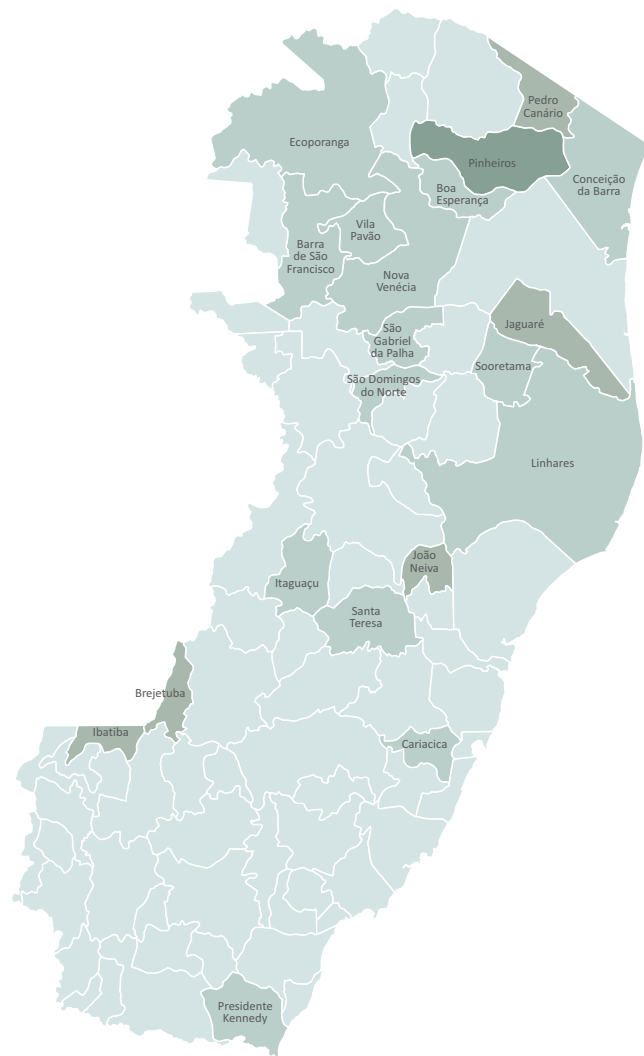 Pedro
Canário
Ecoporanga
Pinheiros
Conceição
da Barra
Boa
Esperança
Vila
Pavão
Barra
de São
Francisco
Nova
Venécia
Jaguaré
São
Gabriel
da Palha
Sooretama
São Domingos
do Norte
Linhares
João
Neiva
Itaguaçu
Santa
Teresa
Brejetuba
Ibatiba
Cariacica
Presidente
Kennedy